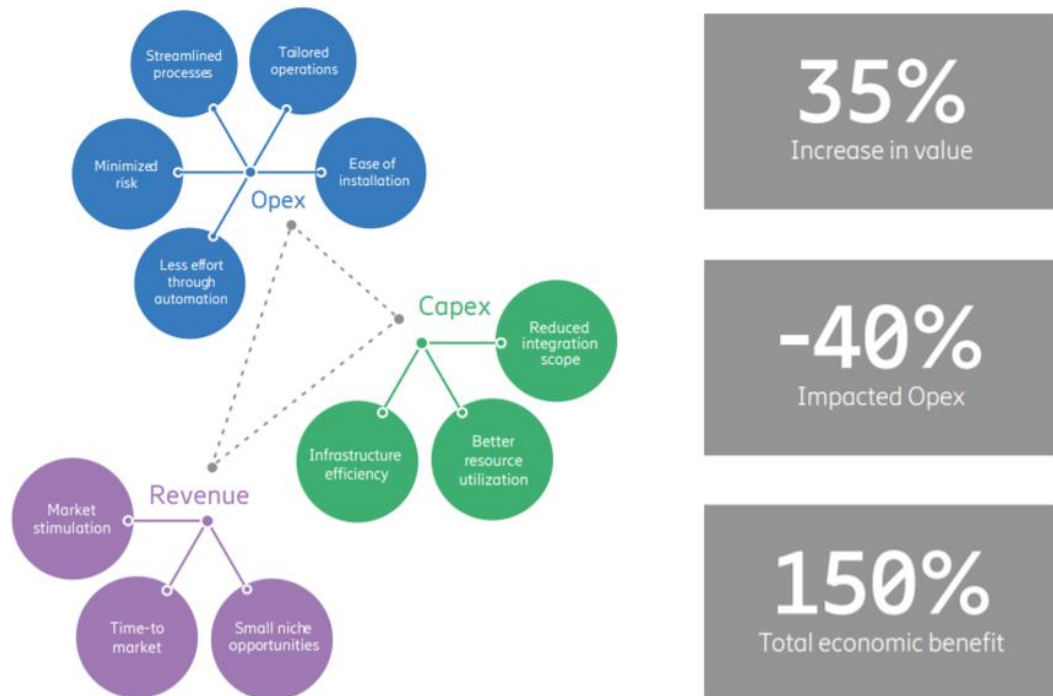 Streamlined
processes
Tailored
operations
Minimized
risk
Ease of
installation
Opex
Less effort
through
automation
Capex
Reduced
integration
scope
Infrastructure
efficiency
Better
resource
utilization
Revenue
Market
stimulation
Time-to
market
Small niche
opportunities
35%
Increase in value
-40%
Impacted Opex
150%
Total economic benefit